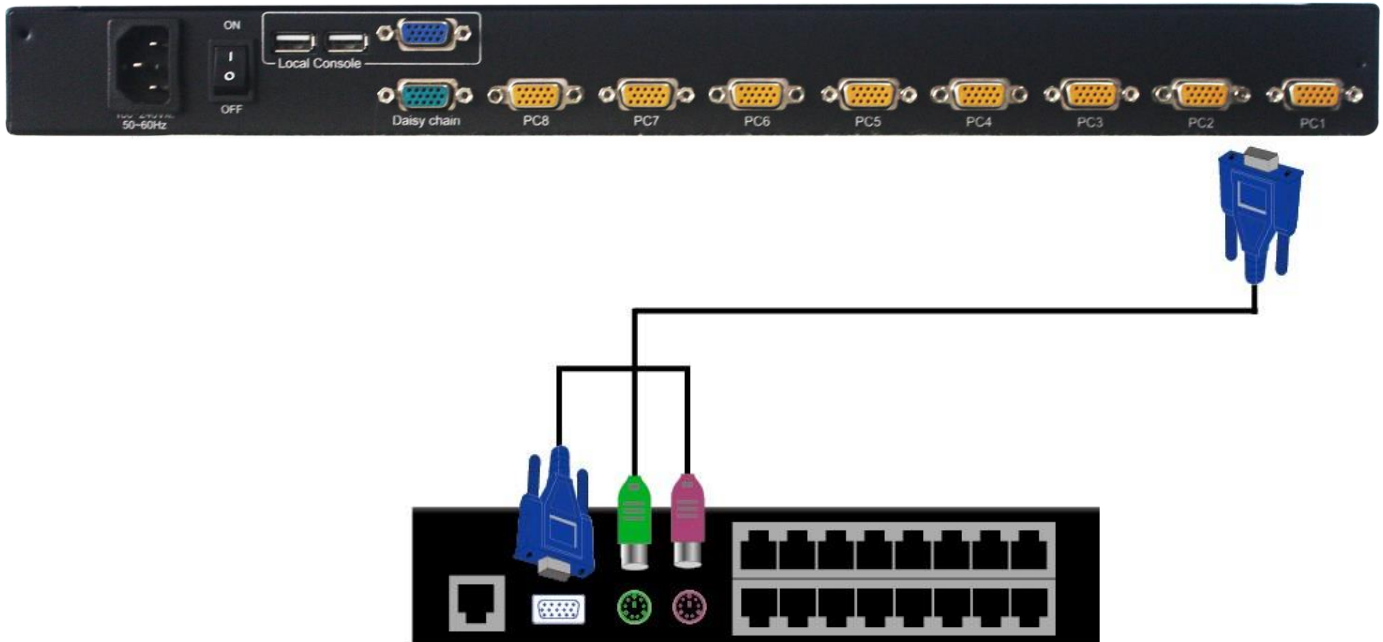 ON
OFF
50~60Hz
Local Console
Daisy chain
PC8
PC7
PC6
PC5
PC4
PC3
PC2
PC1